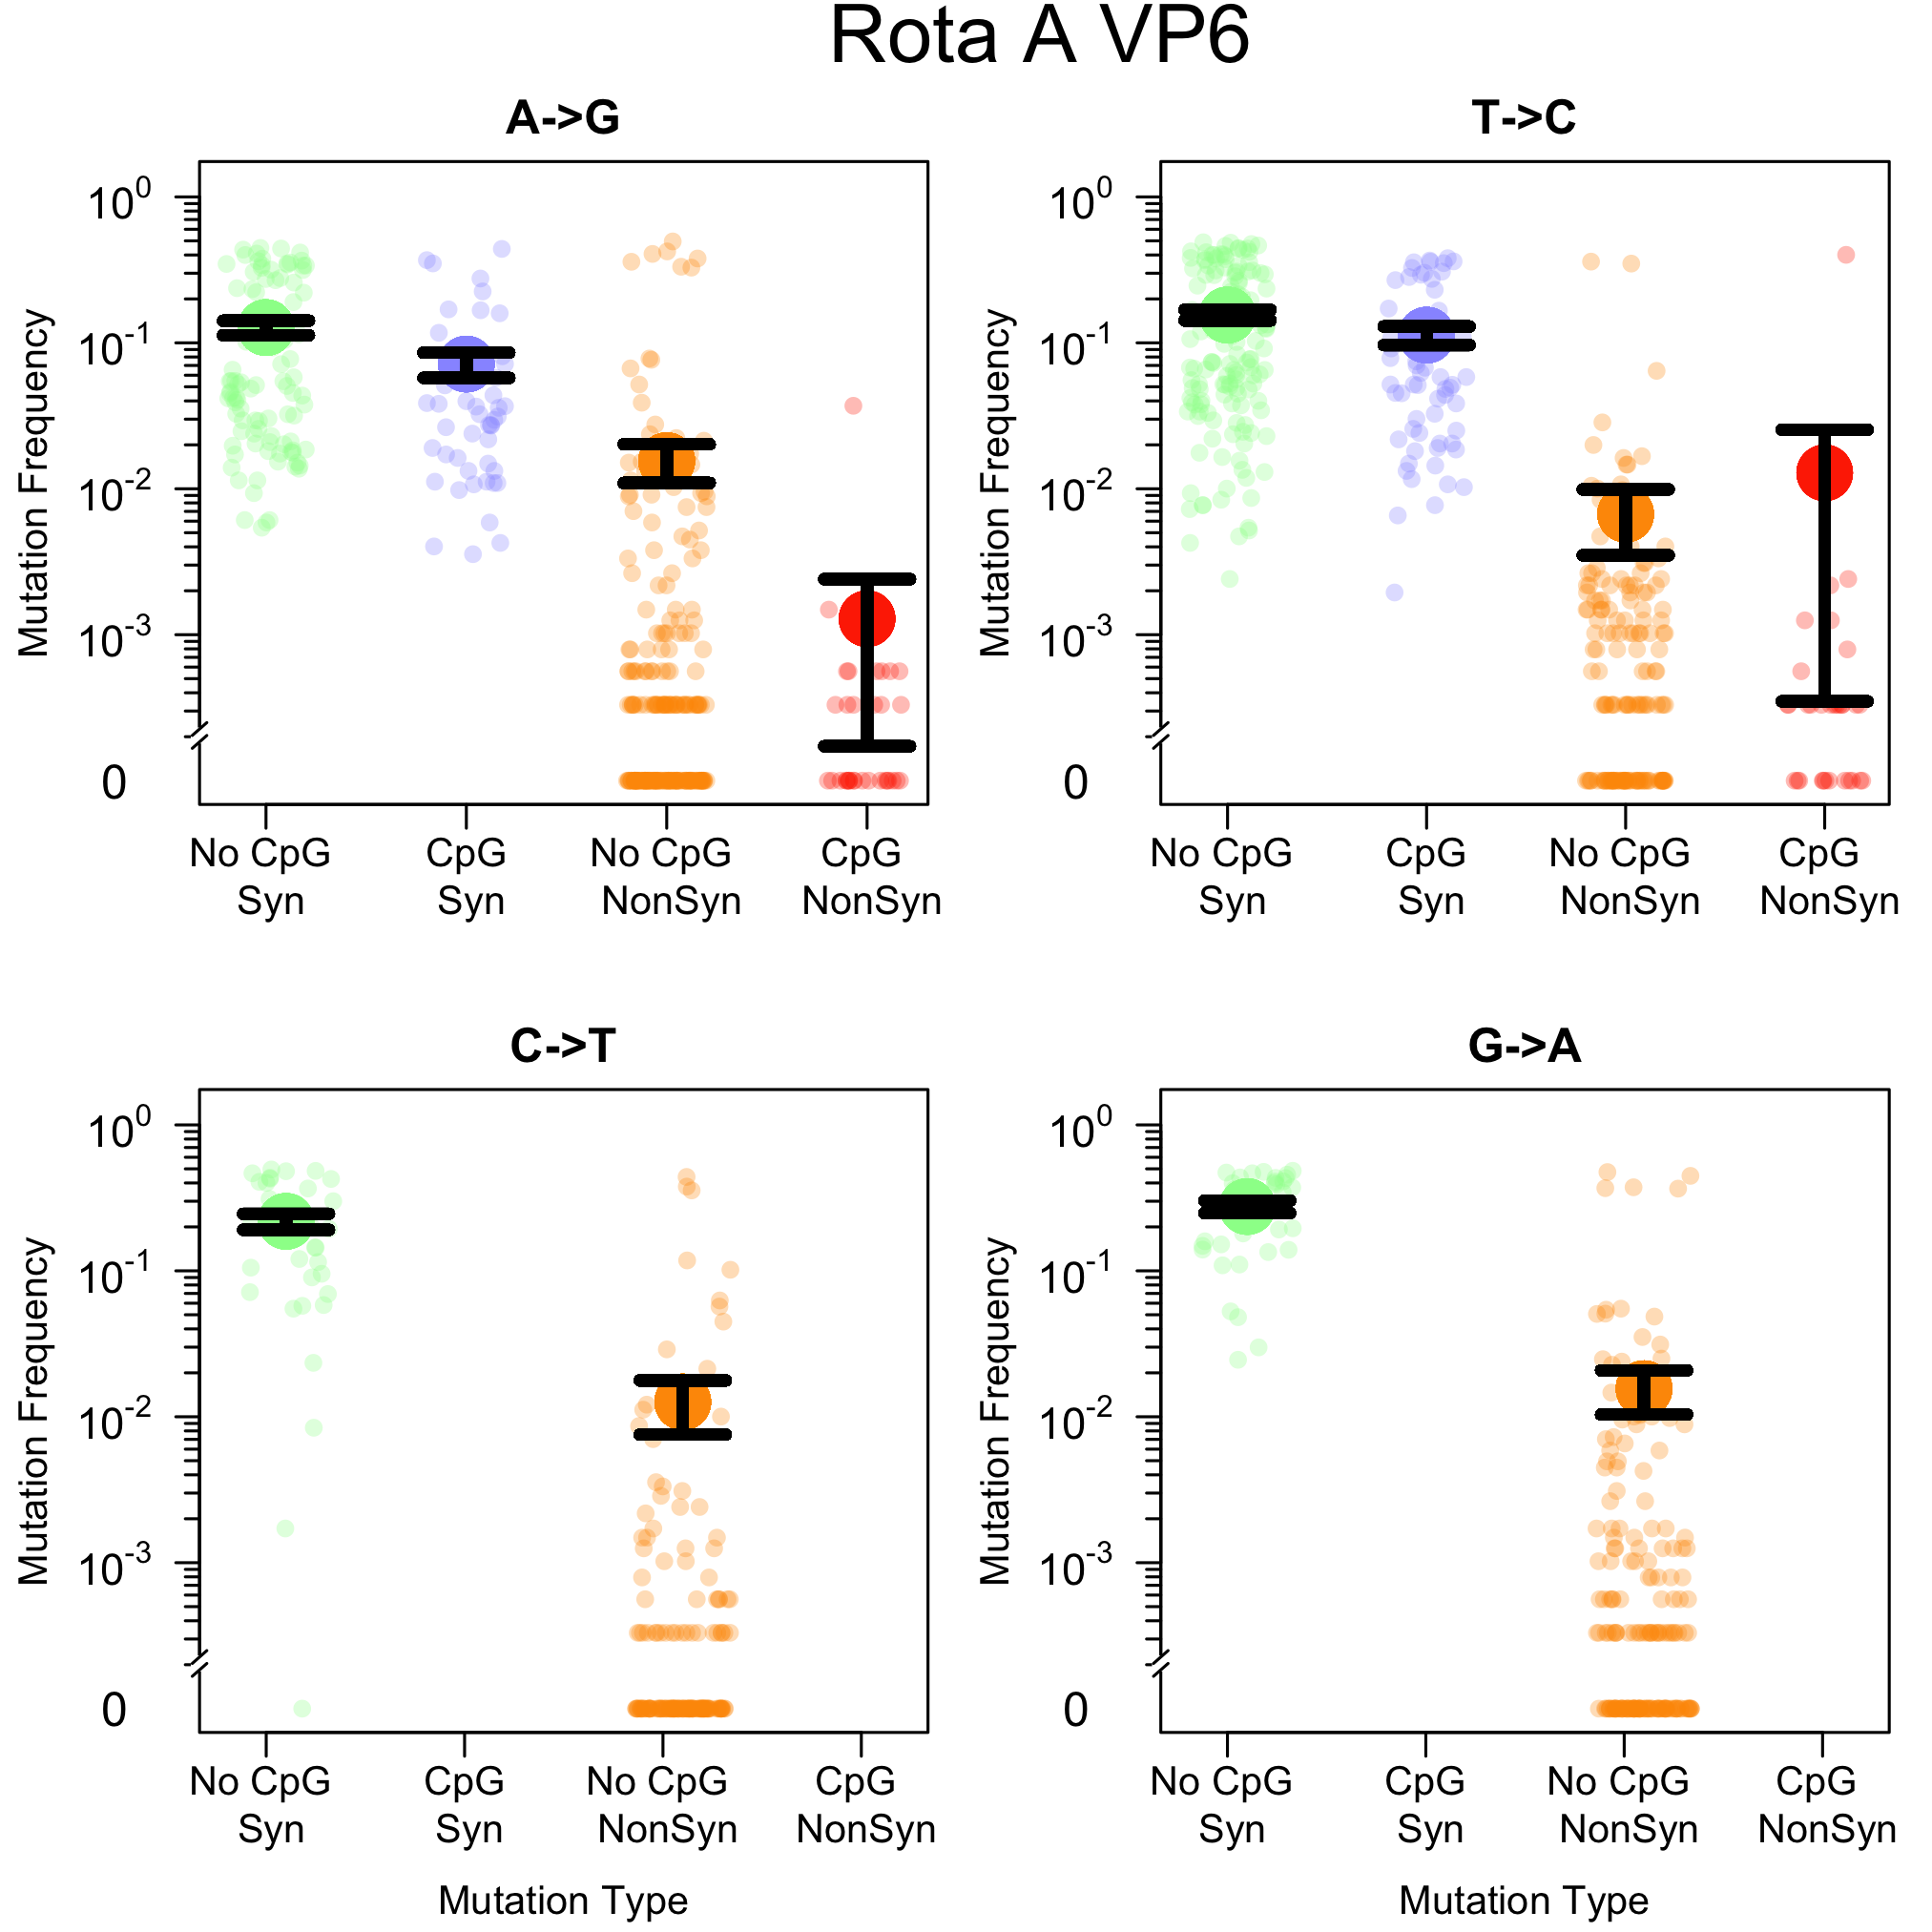 Rota A VP6
A->G
Mutation Frequency
10^0
10^-1
10^-2
10^-3
0
No CpG Syn
CpG Syn
No CpG NonSyn
CpG NonSyn
T->C
Mutation Frequency
10^0
10^-1
10^-2
10^-3
0
No CpG Syn
CpG Syn
No CpG NonSyn
CpG NonSyn
C->T
Mutation Frequency
10^0
10^-1
10^-2
10^-3
0
No CpG Syn
CpG Syn
No CpG NonSyn
CpG NonSyn
Mutation Type
G->A
Mutation Frequency
10^0
10^-1
10^-2
10^-3
0
No CpG Syn
CpG Syn
No CpG NonSyn
CpG NonSyn
Mutation Type